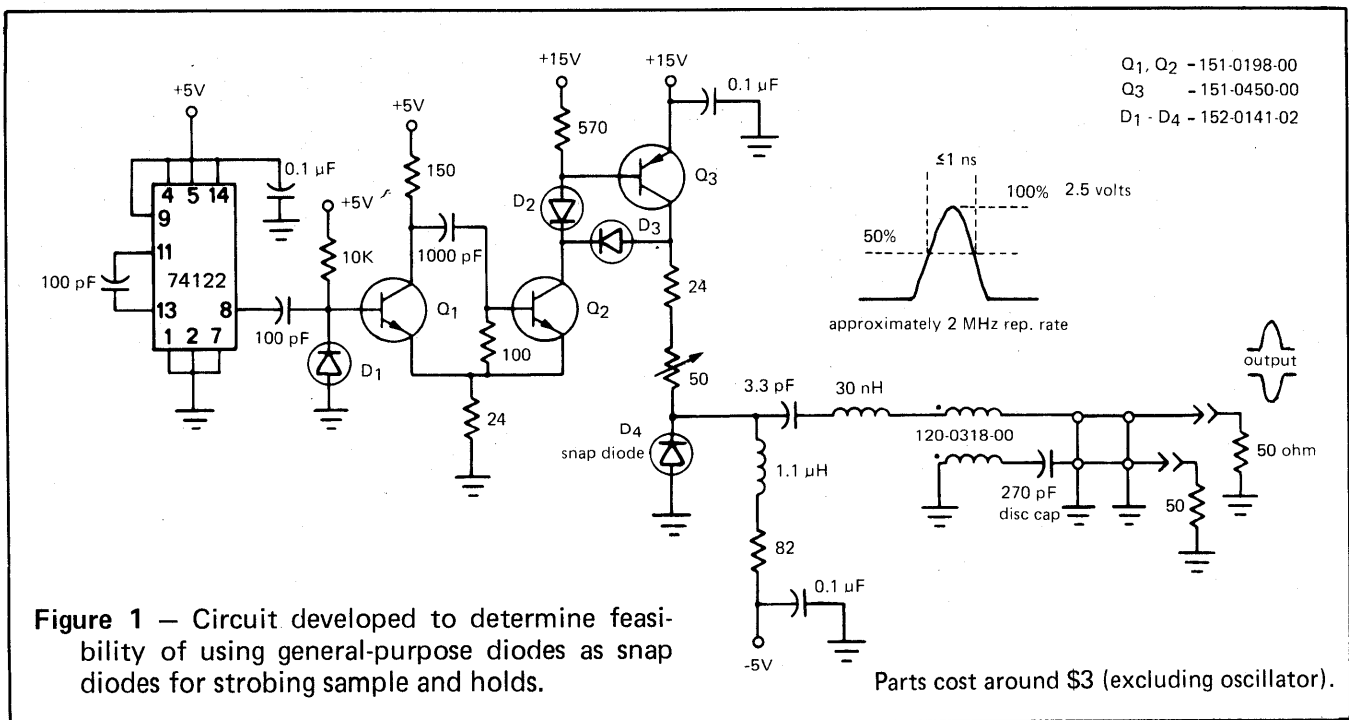 Q1, Q2 - 151-0198-00
Q3 - 151-0450-00
D1 - D4 - 152-0141-02
+5V
0.1 µF
4 5 14
9
11
74122
13
8
1 2 7
100 pF
100 pF
+5V
10K
D1
+5V
150
1000 pF
Q1
100
24
Q2
+15V
570
D2
+15V
0.1 µF
Q3
D3
24
50
D4
snap diode
1.1 µH
82
0.1 µF
-5V
3.3 pF
30 nH
120-0318-00
270 pF
disc cap
50
50 ohm
output
≤1 ns
100% 2.5 volts
50%
approximately 2 MHz rep. rate
Figure 1 — Circuit developed to determine feasi-
bility of using general-purpose diodes as snap
diodes for strobing sample and holds.
Parts cost around $3 (excluding oscillator).